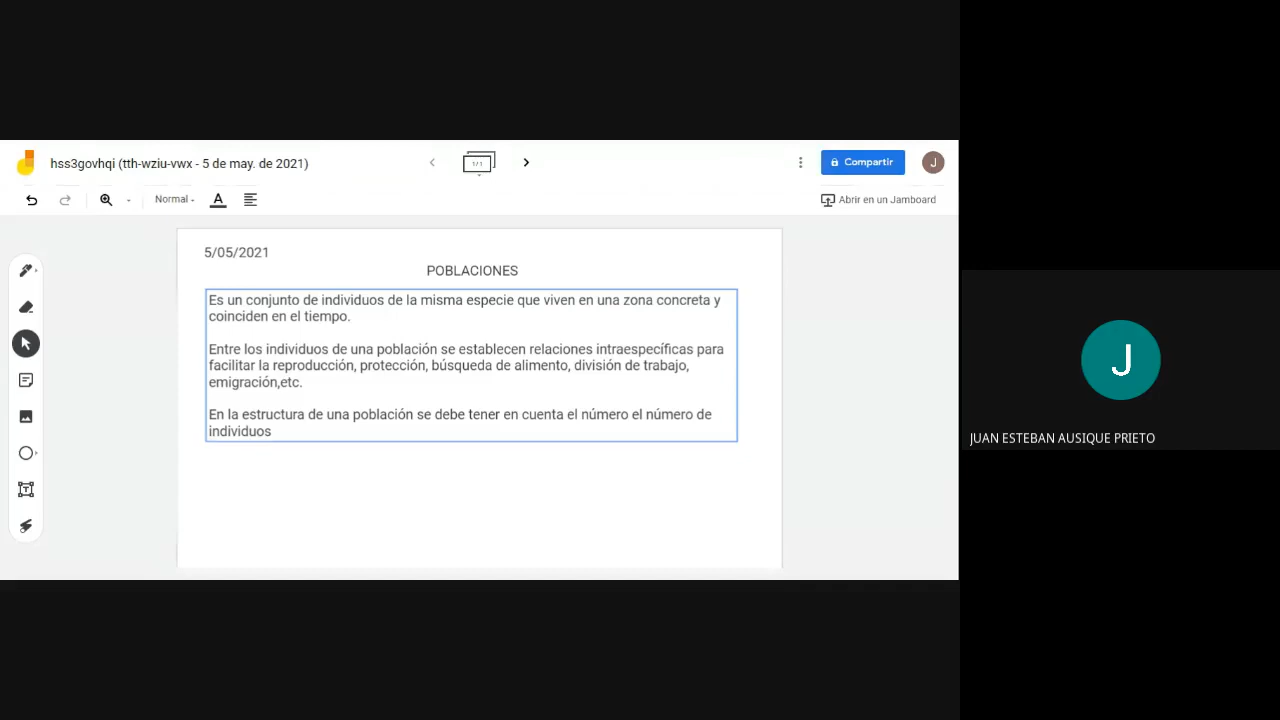 hss3govhqi (tth-wziu-vwx - 5 de may. de 2021)
1/1
Compartir
J
Normal
A
Abrir en un Jamboard
5/05/2021
POBLACIONES
Es un conjunto de individuos de la misma especie que viven en una zona concreta y
coinciden en el tiempo.
Entre los individuos de una población se establecen relaciones intraespecíficas para
facilitar la reproducción, protección, búsqueda de alimento, división de trabajo,
emigración,etc.
En la estructura de una población se debe tener en cuenta el número el número de
individuos
J
JUAN ESTEBAN AUSIQUE PRIETO